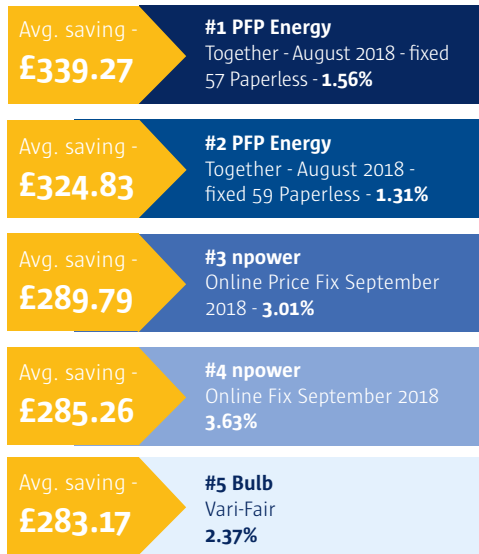 Avg. saving -
£339.27
#1 PFP Energy
Together - August 2018 - fixed
57 Paperless - 1.56%
Avg. saving -
£324.83
#2 PFP Energy
Together - August 2018 -
fixed 59 Paperless - 1.31%
Avg. saving -
£289.79
#3 npower
Online Price Fix September
2018 - 3.01%
Avg. saving -
£285.26
#4 npower
Online Fix September 2018
3.63%
Avg. saving -
£283.17
#5 Bulb
Vari-Fair
2.37%